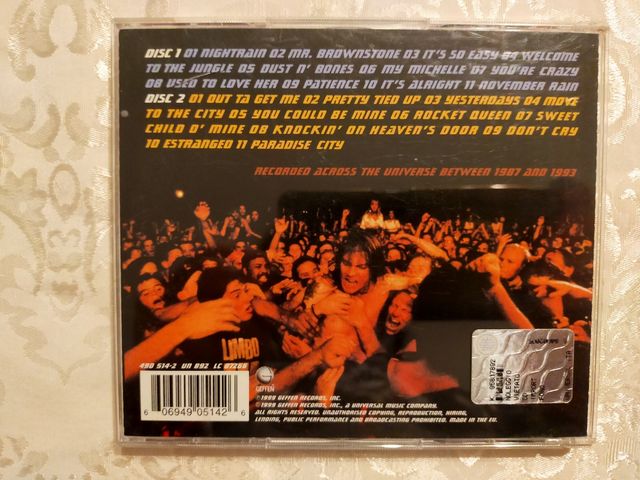 DISC 1 01 NIGHTRAIN 02 MR. BROWNSTONE 03 IT'S SO EASY 04 WELCOME
TO THE JUNGLE 05 DUST N' BONES 06 MY MICHELLE 07 YOU'RE CRAZY
08 USED TO LOVE HER 09 PATIENCE 10 IT'S ALRIGHT 11 NOVEMBER RAIN
DISC 2 01 OUT TA GET ME 02 PRETTY TIED UP 03 YESTERDAYS 04 MOVE
TO THE CITY 05 YOU COULD BE MINE 06 ROCKET QUEEN 07 SWEET
CHILD O' MINE 08 KNOCKIN' ON HEAVEN'S DOOR 09 DON'T CRY
10 ESTRANGED 11 PARADISE CITY
RECORDED ACROSS THE UNIVERSE BETWEEN 1987 AND 1993
LIMBO
490 514-2 UN 892 LC 07266
6 06949 05142 6
GEFFEN
℗ 1999 GEFFEN RECORDS, INC.
© 1999 GEFFEN RECORDS, INC., A UNIVERSAL MUSIC COMPANY.
ALL RIGHTS RESERVED. UNAUTHORISED COPYING, REPRODUCTION, HIRING,
LENDING, PUBLIC PERFORMANCE AND BROADCASTING PROHIBITED. MADE IN THE EU.
NOLEGGIO
VIETATO